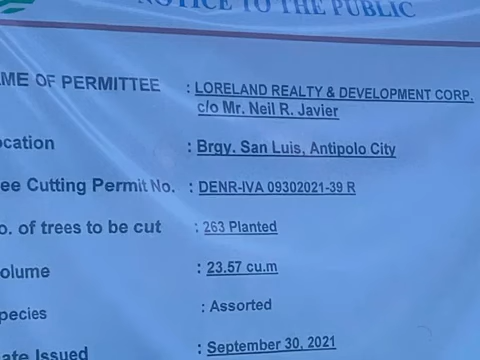 NOTICE TO THE PUBLIC
ME OF PERMITTEE : LORELAND REALTY & DEVELOPMENT CORP.
c/o Mr. Neil R. Javier
ocation : Brgy. San Luis, Antipolo City
ee Cutting Permit No. : DENR-IVA 09302021-39 R
o. of trees to be cut : 263 Planted
olume : 23.57 cu.m
pecies : Assorted
ate Issued : September 30, 2021